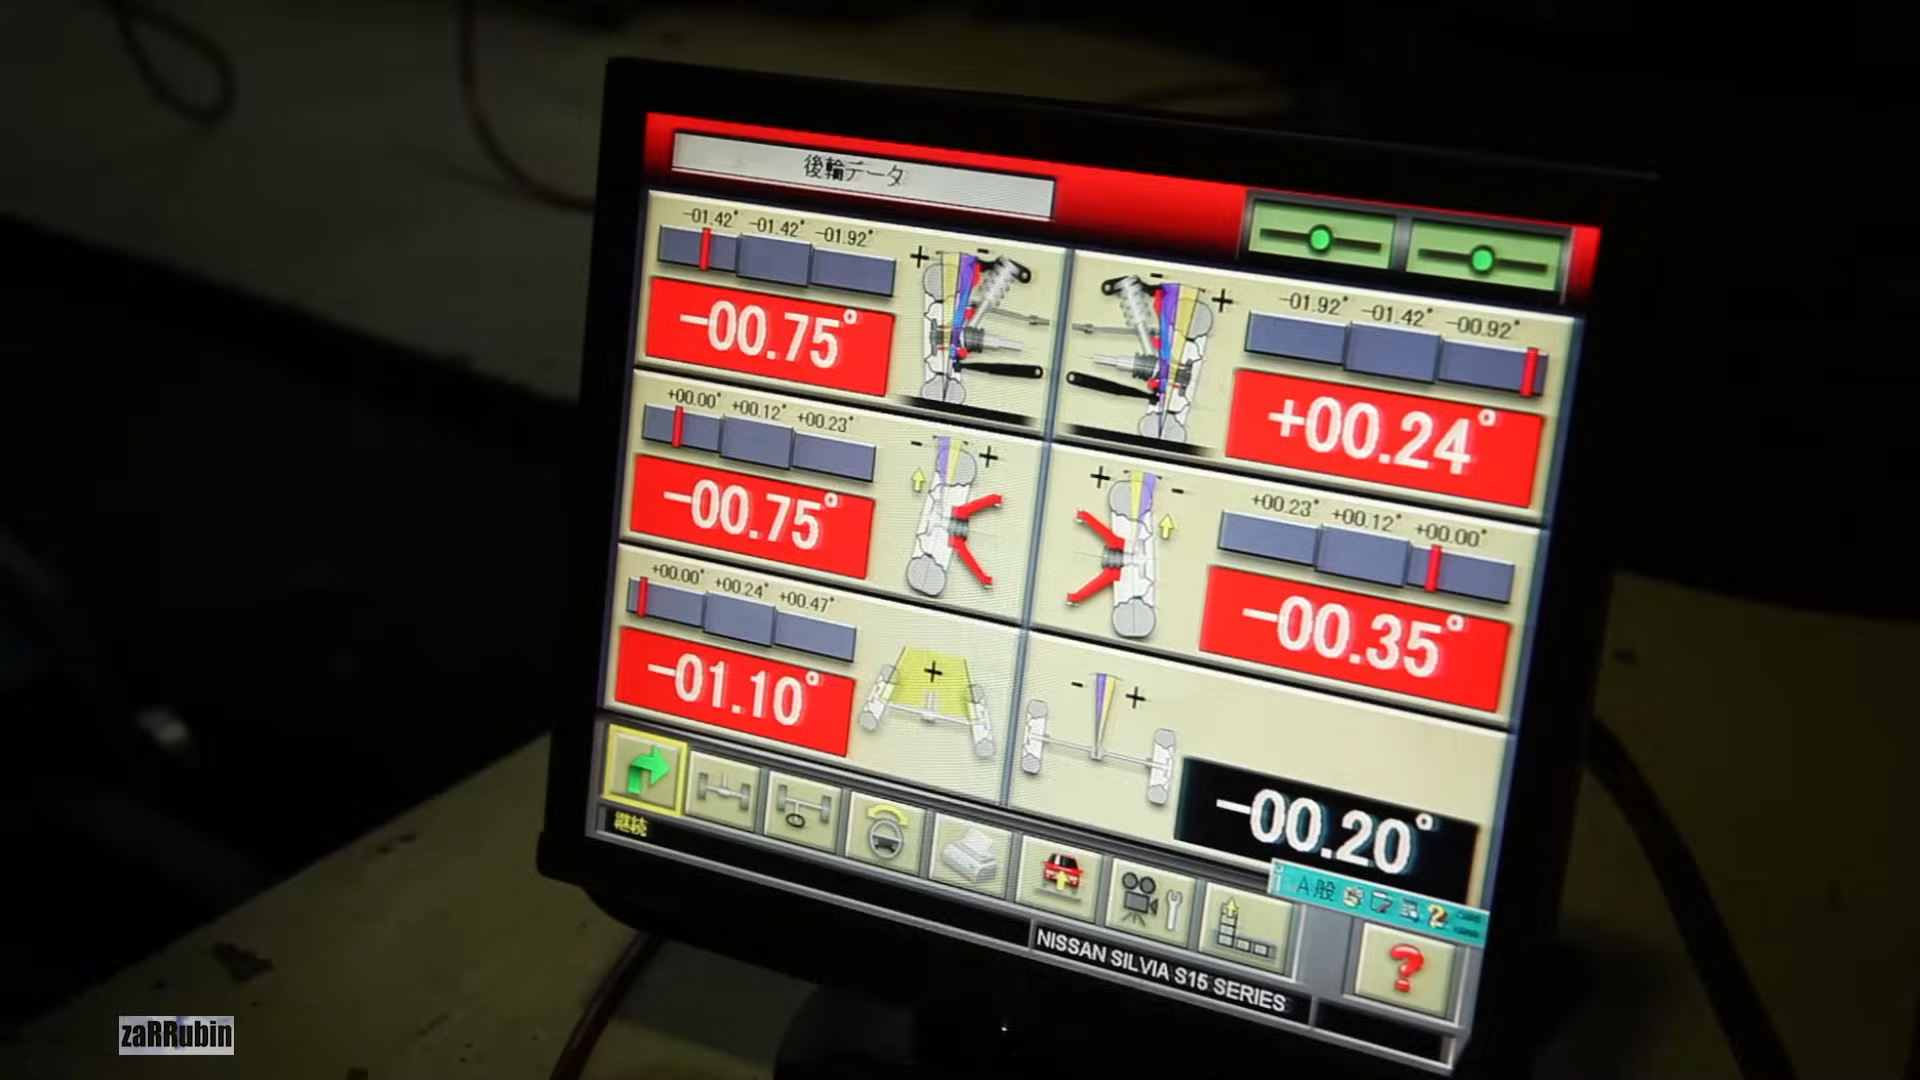 後輪データ
-01.42° -01.42° -01.92°
-00.75°
+ -
- +
-01.92° -01.42° -00.92°
+00.24°
+00.00° +00.12° +00.23°
-00.75°
- +
+ -
+00.23° +00.12° +00.00°
-00.35°
+00.00° +00.24° +00.47°
-01.10°
+
- +
-00.20°
継続
A般
?
NISSAN SILVIA S15 SERIES
zaRRubin